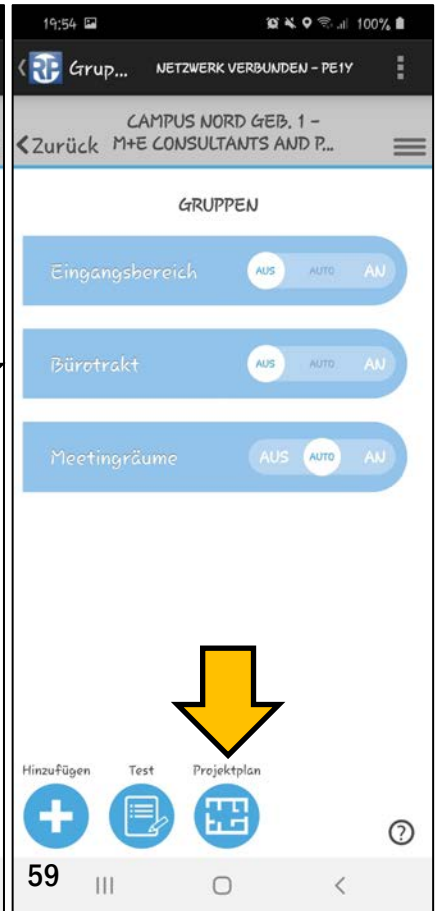 19:54 100%
Grup... NETZWERK VERBUNDEN – PE1Y
CAMPUS NORD GEB. 1 –
Zurück M+E CONSULTANTS AND P...
GRUPPEN
Eingangsbereich AUS AUTO AN
Bürotrakt AUS AUTO AN
Meetingräume AUS AUTO AN
Hinzufügen Test Projektplan
59